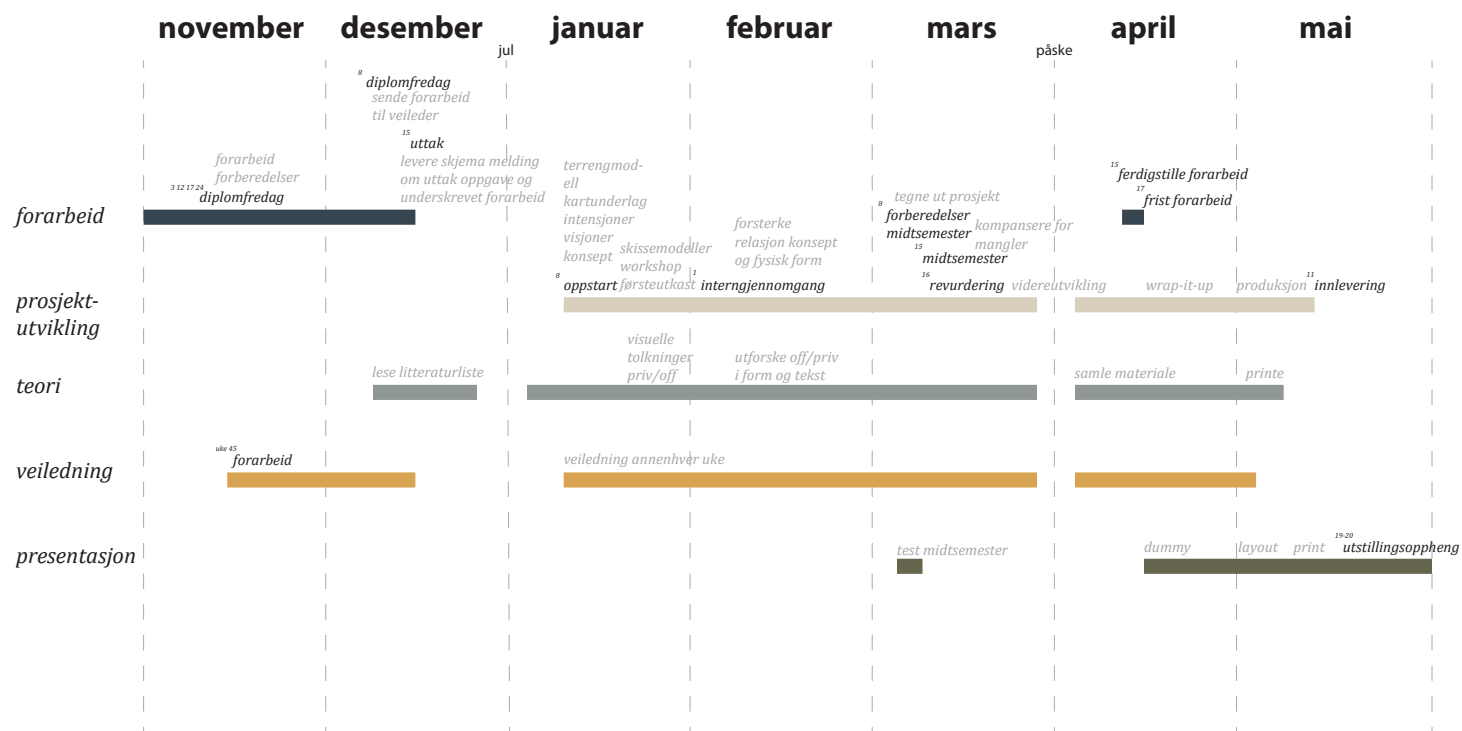 november desember januar februar mars april mai
jul påske
8 diplomfredag
sende forarbeid
til veileder
15 uttak
levere skjema melding
om uttak oppgave og
underskrevet forarbeid
forarbeid
forberedelser
3 12 17 24 diplomfredag
terrengmod-
ell
kartunderlag
intensjoner
visjoner
konsept
skissemodeller
workshop
førsteutkast
forsterke
relasjon konsept
og fysisk form
tegne ut prosjekt
8 forberedelser
midtsemester
kompansere for
mangler
15 midtsemester
15 ferdigstille forarbeid
17 frist forarbeid
forarbeid
8 oppstart
1 interngjennomgang
16 revurdering
videreutvikling
wrap-it-up
produksjon
11 innlevering
prosjekt-
utvikling
visuelle
tolkninger
priv/off
utforske off/priv
i form og tekst
lese litteraturliste
samle materiale
printe
teori
uke 45 forarbeid
veiledning annenhver uke
veiledning
test midtsemester
dummy
layout
print
19-20 utstillingsoppheng
presentasjon